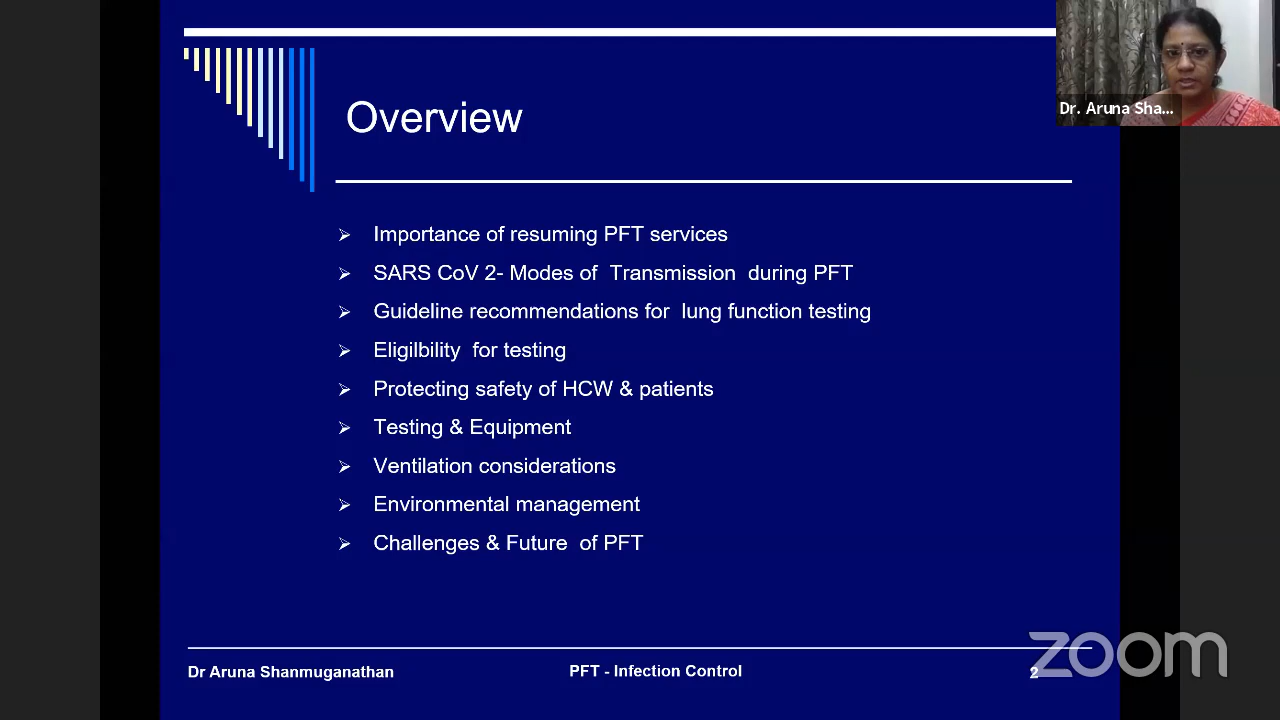 Dr. Aruna Sha...
Overview
Importance of resuming PFT services
SARS CoV 2- Modes of Transmission during PFT
Guideline recommendations for lung function testing
Eligilbility for testing
Protecting safety of HCW & patients
Testing & Equipment
Ventilation considerations
Environmental management
Challenges & Future of PFT
Dr Aruna Shanmuganathan
PFT - Infection Control
2
zoom